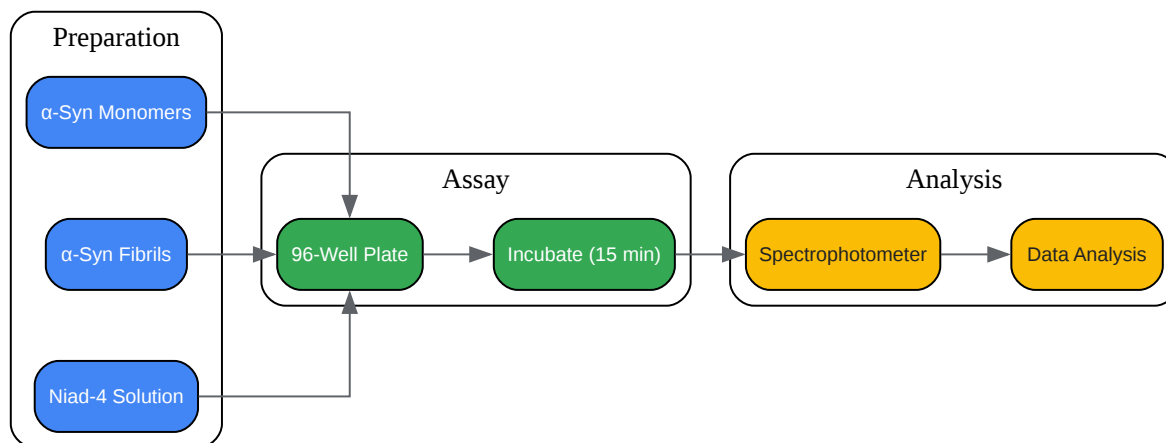 Preparation
α-Syn Monomers
α-Syn Fibrils
Niad-4 Solution
Assay
96-Well Plate
Incubate (15 min)
Analysis
Spectrophotometer
Data Analysis